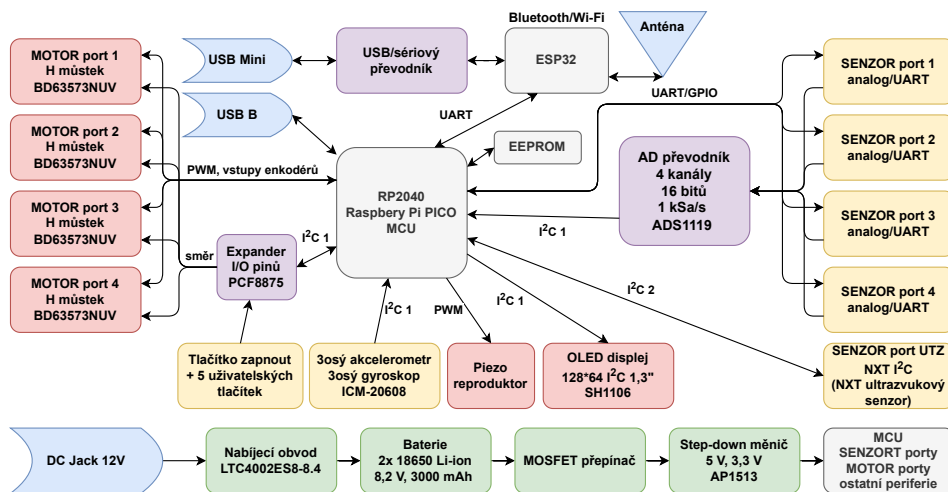 Bluetooth/Wi-Fi
Anténa
MOTOR port 1
H můstek
BD63573NUV
USB Mini
USB/sériový
převodník
ESP32
SENZOR port 1
analog/UART
UART/GPIO
USB B
UART
MOTOR port 2
H můstek
BD63573NUV
EEPROM
SENZOR port 2
analog/UART
PWM, vstupy enkodérů
RP2040
Raspbery Pi PICO
MCU
AD převodník
4 kanály
16 bitů
1 kSa/s
ADS1119
MOTOR port 3
H můstek
BD63573NUV
SENZOR port 3
analog/UART
I²C 1
I²C 1
směr
Expander
I/O pinů
PCF8875
MOTOR port 4
H můstek
BD63573NUV
SENZOR port 4
analog/UART
I²C 1
PWM
I²C 1
I²C 2
Tlačítko zapnout
+ 5 uživatelských
tlačítek
3osý akcelerometr
3osý gyroskop
ICM-20608
Piezo
reproduktor
OLED displej
128*64 I²C 1,3"
SH1106
SENZOR port UTZ
NXT I²C
(NXT ultrazvukový
senzor)
DC Jack 12V
Nabíjecí obvod
LTC4002ES8-8.4
Baterie
2x 18650 Li-ion
8,2 V, 3000 mAh
MOSFET přepínač
Step-down měnič
5 V, 3,3 V
AP1513
MCU
SENZORT porty
MOTOR porty
ostatní periferie